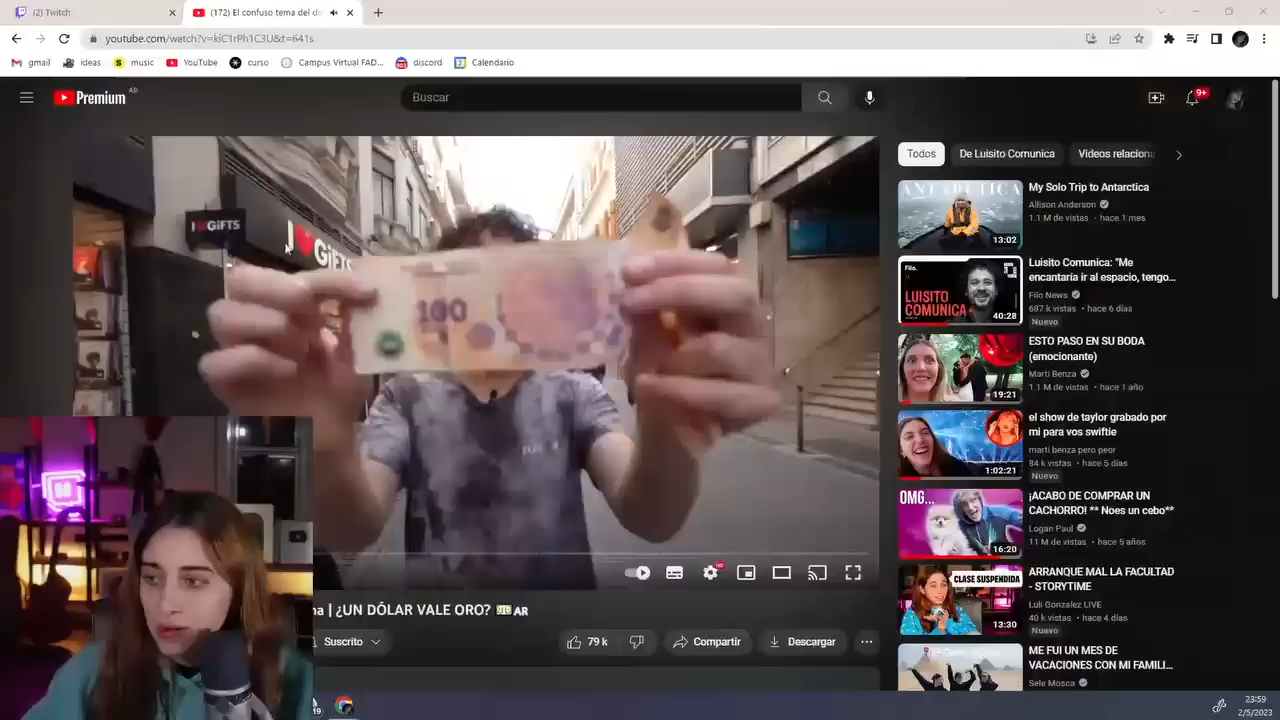 (2) Twitch
(172) El confuso tema del di
youtube.com/watch?v=kiC1rPh1C3U&t=641s
gmail
ideas
music
YouTube
curso
Campus Virtual FAD...
discord
Calendario
Premium AR
Buscar
9+
Todos
De Luisito Comunica
Videos relaciona
I ❤ GiFTS
I ❤ GiFTS
100
ANTARCTICA
13:02
My Solo Trip to Antarctica
Allison Anderson
1.1 M de vistas • hace 1 mes
Filo.
LUISITO
COMUNICA
40:28
Luisito Comunica: "Me
encantaría ir al espacio, tengo...
Filo News
687 k vistas • hace 6 días
Nuevo
19:21
ESTO PASO EN SU BODA
(emocionante)
Marti Benza
1.1 M de vistas • hace 1 año
1:02:21
el show de taylor grabado por
mi para vos swiftie
marti benza pero peor
84 k vistas • hace 5 días
Nuevo
OMG...
16:20
¡ACABO DE COMPRAR UN
CACHORRO! ** Noes un cebo**
Logan Paul
11 M de vistas • hace 5 años
CLASE SUSPENDIDA
13:30
ARRANQUE MAL LA FACULTAD
- STORYTIME
Luli Gonzalez LIVE
40 k vistas • hace 4 días
Nuevo
ME FUI UN MES DE
VACACIONES CON MI FAMILI...
Sele Mosca
HD
na | ¿UN DÓLAR VALE ORO? 💵 AR
Suscrito
79 k
Compartir
Descargar
19
23:59
2/5/2023